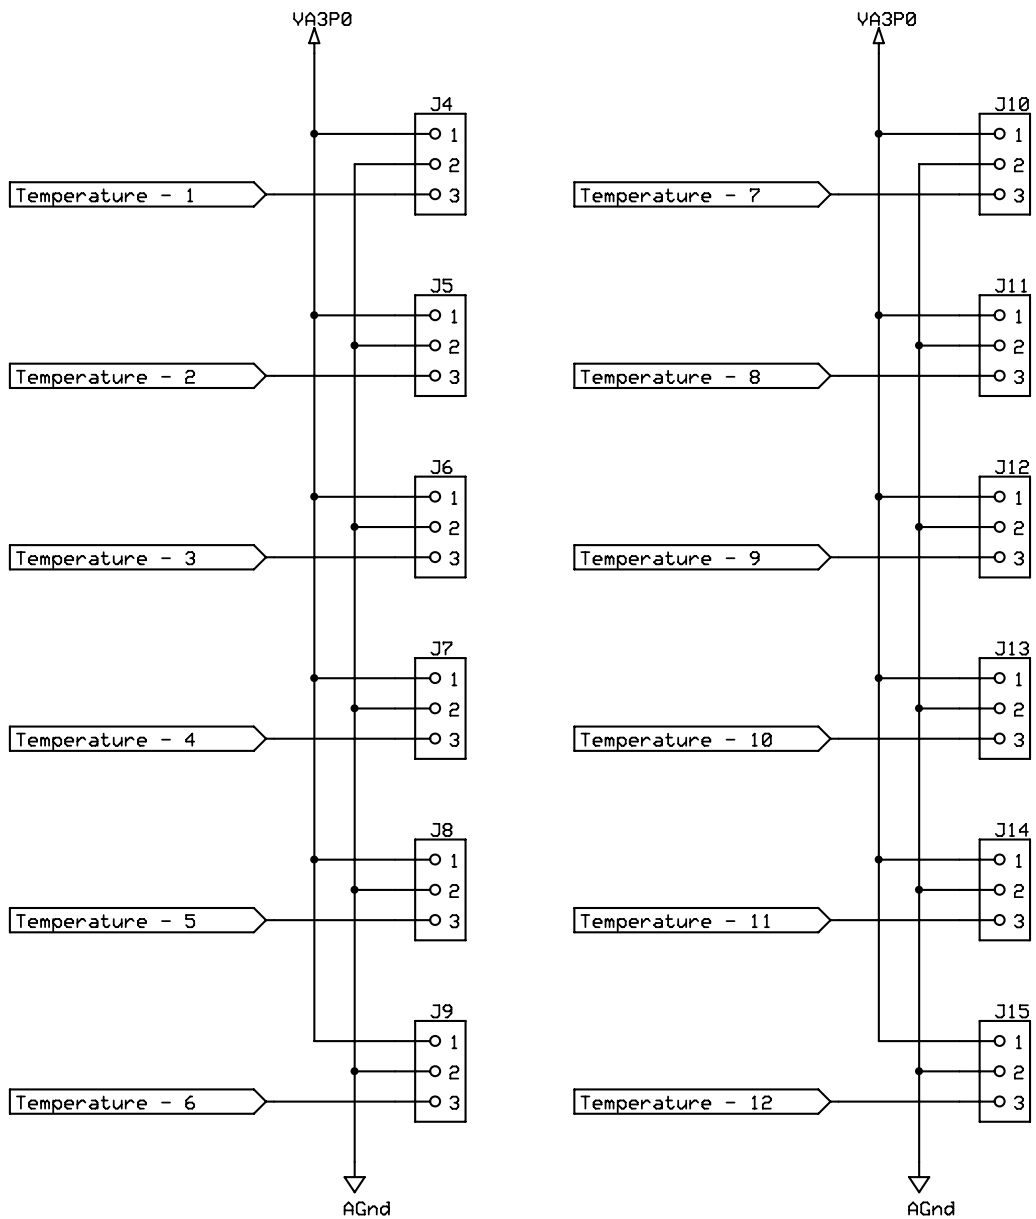 VA3P0
J4
1
2
Temperature - 1
3
J5
1
2
Temperature - 2
3
J6
1
2
Temperature - 3
3
J7
1
2
Temperature - 4
3
J8
1
2
Temperature - 5
3
J9
1
2
Temperature - 6
3
AGnd
VA3P0
J10
1
2
Temperature - 7
3
J11
1
2
Temperature - 8
3
J12
1
2
Temperature - 9
3
J13
1
2
Temperature - 10
3
J14
1
2
Temperature - 11
3
J15
1
2
Temperature - 12
3
AGnd